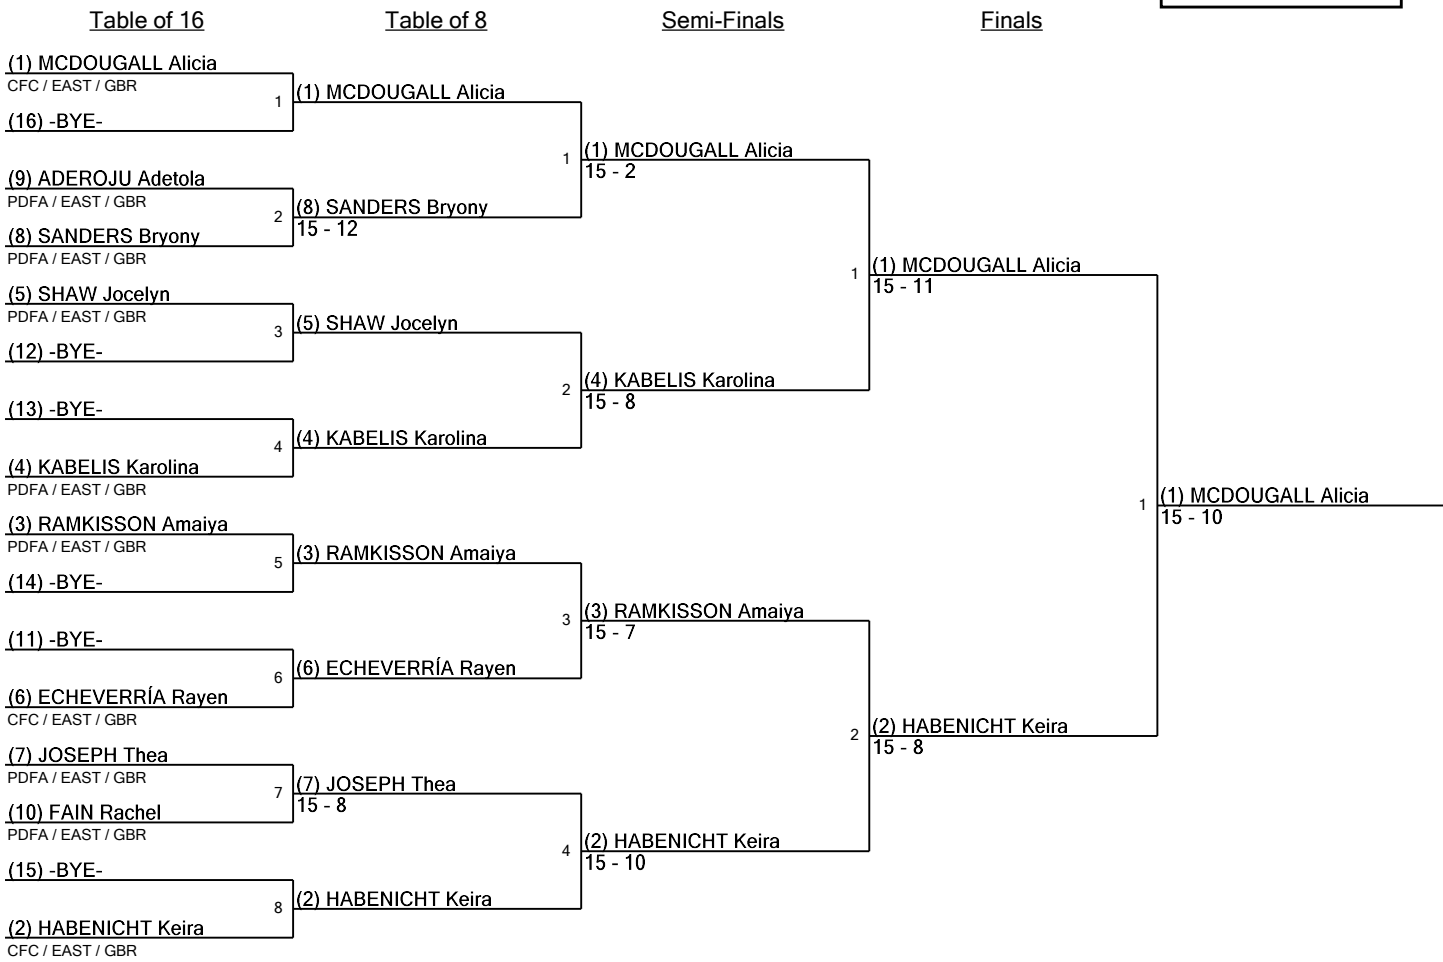 Table of 16 Table of 8 Semi-Finals Finals
(1) MCDOUGALL Alicia
CFC / EAST / GBR
1
(16) -BYE-
(9) ADEROJU Adetola
PDFA / EAST / GBR
2
(8) SANDERS Bryony
PDFA / EAST / GBR
(5) SHAW Jocelyn
PDFA / EAST / GBR
3
(12) -BYE-
(13) -BYE-
4
(4) KABELIS Karolina
PDFA / EAST / GBR
(3) RAMKISSON Amaiya
PDFA / EAST / GBR
5
(14) -BYE-
(11) -BYE-
6
(6) ECHEVERRÍA Rayen
CFC / EAST / GBR
(7) JOSEPH Thea
PDFA / EAST / GBR
7
(10) FAIN Rachel
PDFA / EAST / GBR
(15) -BYE-
8
(2) HABENICHT Keira
CFC / EAST / GBR
(1) MCDOUGALL Alicia
1
(8) SANDERS Bryony
15 - 12
(5) SHAW Jocelyn
2
(4) KABELIS Karolina
(3) RAMKISSON Amaiya
3
(6) ECHEVERRÍA Rayen
(7) JOSEPH Thea
15 - 8
4
(2) HABENICHT Keira
(1) MCDOUGALL Alicia
15 - 2
1
(4) KABELIS Karolina
15 - 8
(3) RAMKISSON Amaiya
15 - 7
2
(2) HABENICHT Keira
15 - 10
(1) MCDOUGALL Alicia
15 - 11
1
(2) HABENICHT Keira
15 - 8
(1) MCDOUGALL Alicia
15 - 10